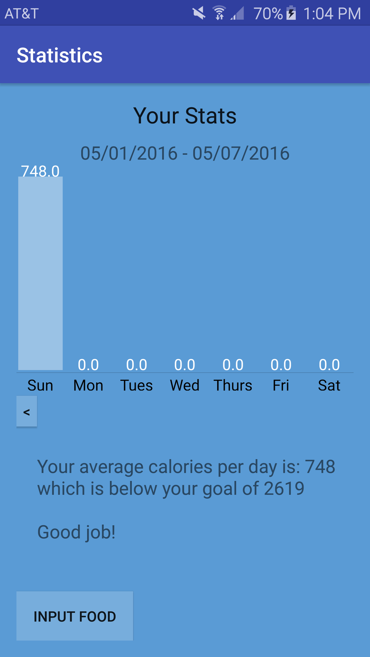 AT&T 70% 1:04 PM
Statistics
Your Stats
05/01/2016 - 05/07/2016
748.0
0.0 0.0 0.0 0.0 0.0 0.0
Sun Mon Tues Wed Thurs Fri Sat
<
Your average calories per day is: 748
which is below your goal of 2619
Good job!
INPUT FOOD